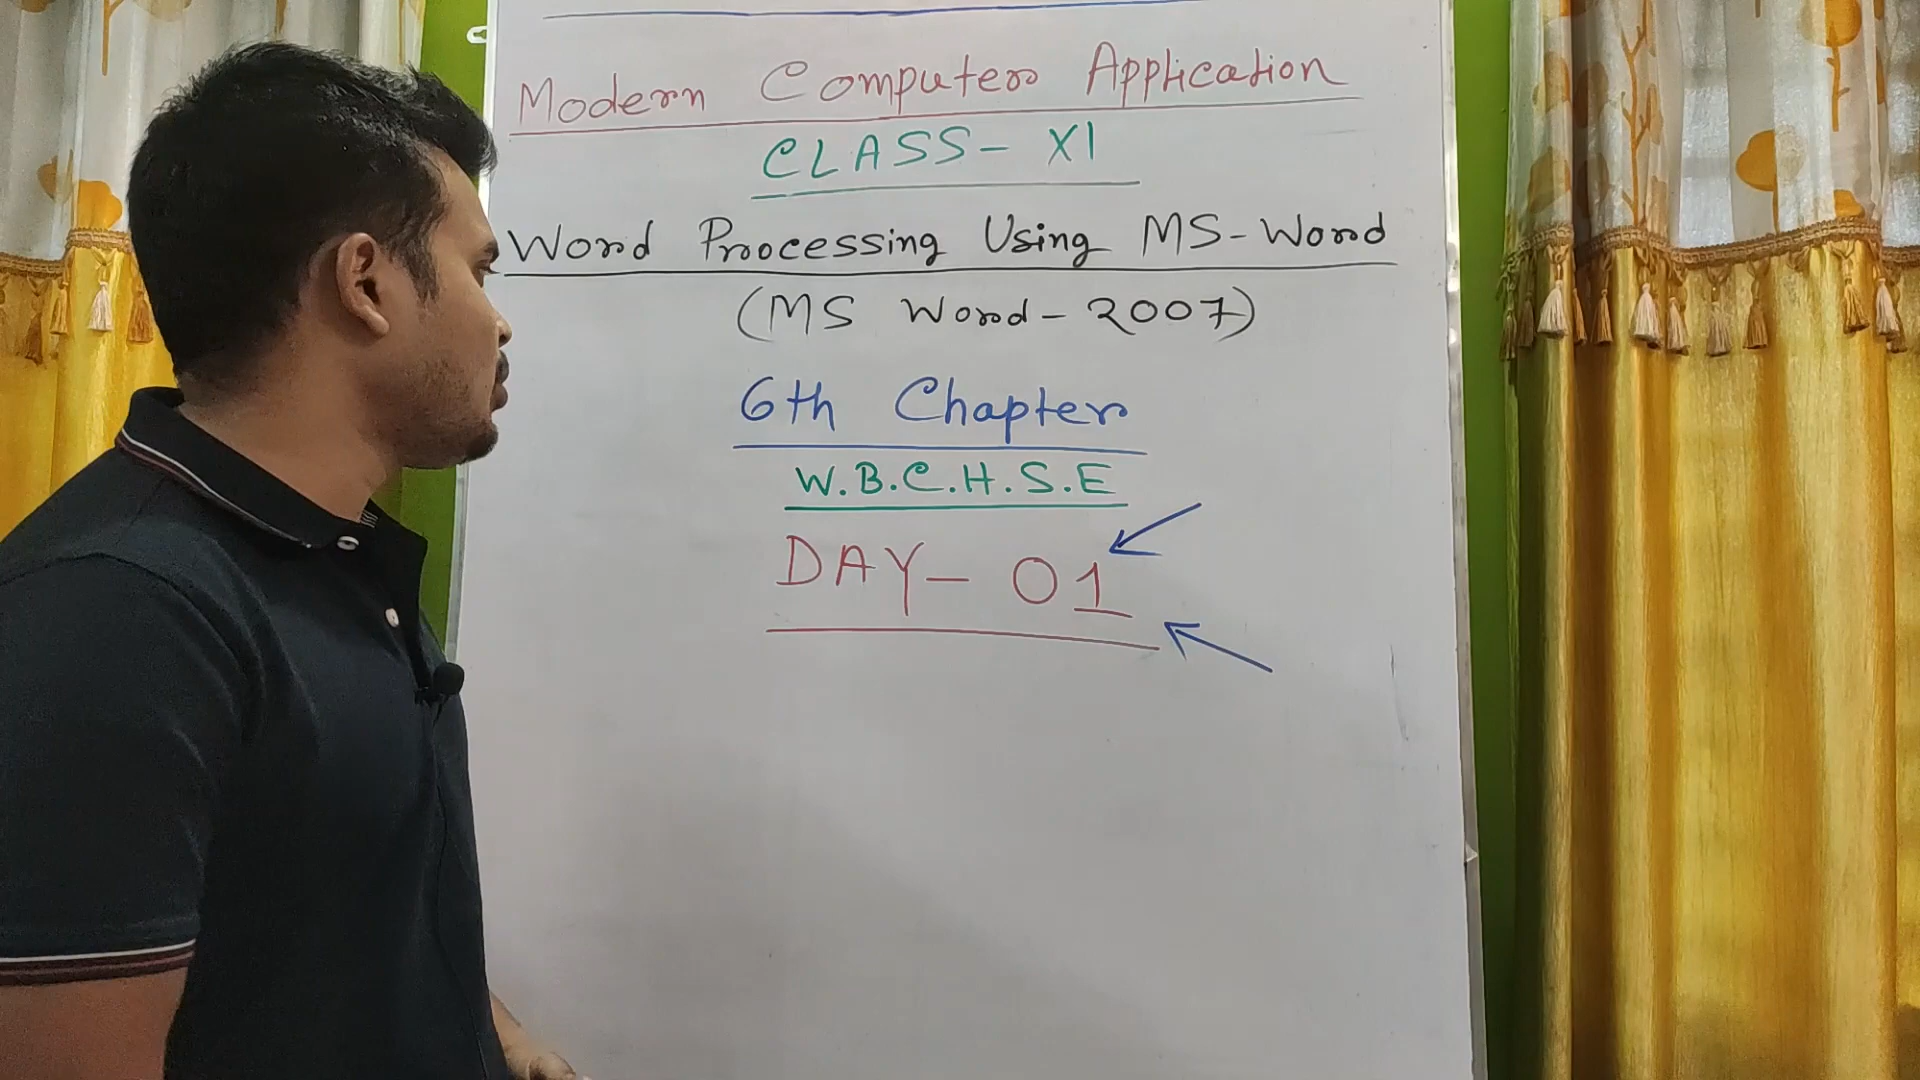 Modern Computer Application
CLASS- XI
Word Processing Using MS-Word
(MS Word-2007)
6th Chapter
W.B.C.H.S.E
DAY- 01